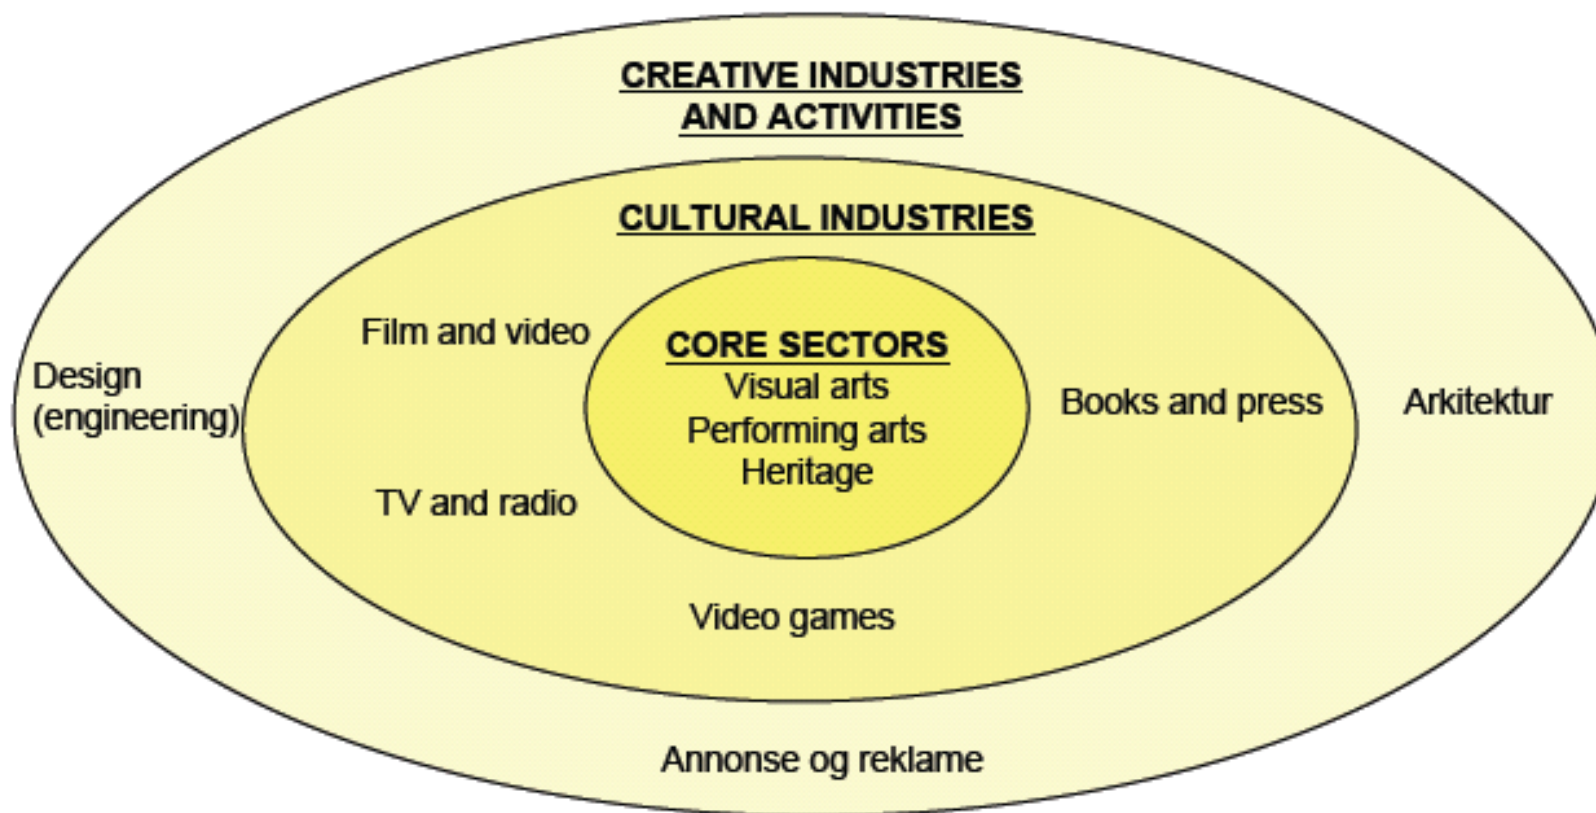 CREATIVE INDUSTRIES
AND ACTIVITIES
CULTURAL INDUSTRIES
Film and video
CORE SECTORS
Visual arts
Performing arts
Heritage
Design
(engineering)
Books and press
Arkitektur
TV and radio
Video games
Annonse og reklame